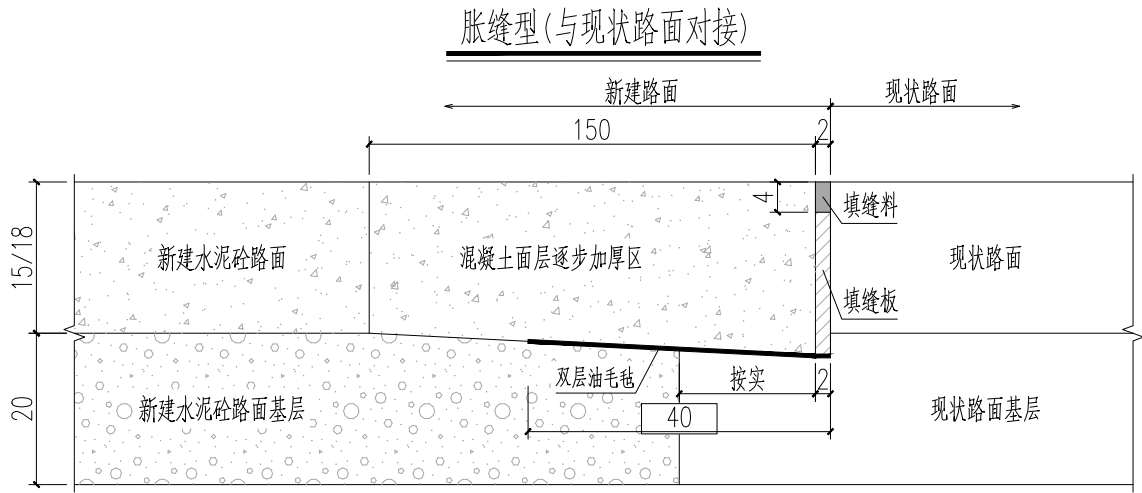 胀缝型(与现状路面对接)
新建路面
现状路面
150
2
4
填缝料
15/18
新建水泥砼路面
混凝土面层逐步加厚区
现状路面
填缝板
双层油毛毡
按实
2
20
新建水泥砼路面基层
40
现状路面基层